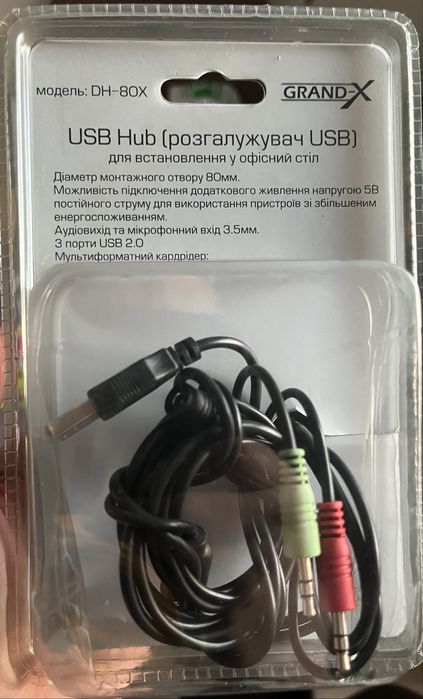 модель: DH-80X
GRAND-X
USB Hub (розгалужувач USB)
для встановлення у офісний стіл
Діаметр монтажного отвору 80мм.
Можливість підключення додаткового живлення напругою 5В
постійного струму для використання пристроїв зі збільшеним
енергоспоживанням.
Аудіовихід та мікрофонний вхід 3.5мм.
3 порти USB 2.0
Мультиформатний кардрідер: